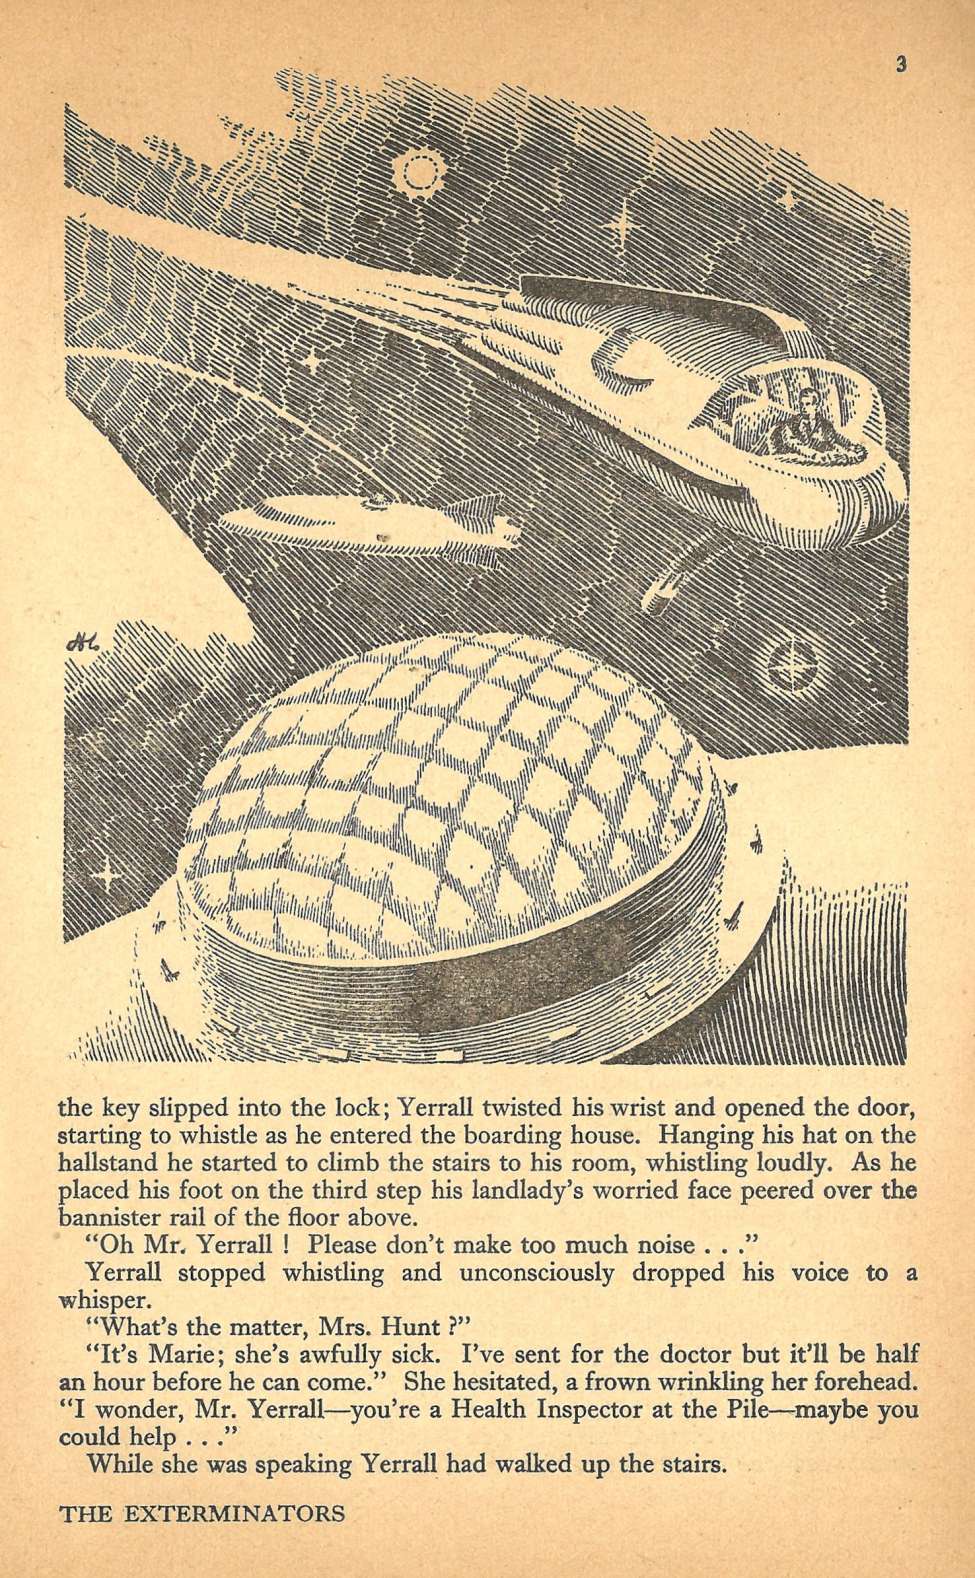 3
the key slipped into the lock; Yerrall twisted his wrist and opened the door,
starting to whistle as he entered the boarding house. Hanging his hat on the
hallstand he started to climb the stairs to his room, whistling loudly. As he
placed his foot on the third step his landlady's worried face peered over the
bannister rail of the floor above.
"Oh Mr. Yerrall ! Please don't make too much noise . . ."
Yerrall stopped whistling and unconsciously dropped his voice to a
whisper.
"What's the matter, Mrs. Hunt ?"
"It's Marie; she's awfully sick. I've sent for the doctor but it'll be half
an hour before he can come." She hesitated, a frown wrinkling her forehead.
"I wonder, Mr. Yerrall—you're a Health Inspector at the Pile—maybe you
could help . . ."
While she was speaking Yerrall had walked up the stairs.
THE EXTERMINATORS